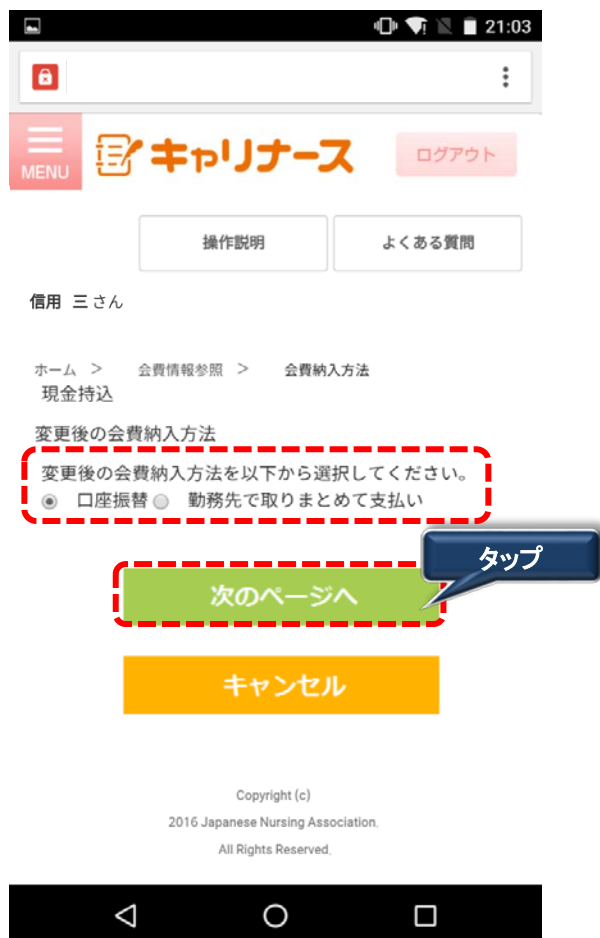 21:03
MENU
キャリナース
ログアウト
操作説明
よくある質問
信用 三さん
ホーム > 会費情報参照 > 会費納入方法
現金持込
変更後の会費納入方法
変更後の会費納入方法を以下から選択してください。
口座振替 勤務先で取りまとめて支払い
タップ
次のページへ
キャンセル
Copyright (c)
2016 Japanese Nursing Association.
All Rights Reserved.